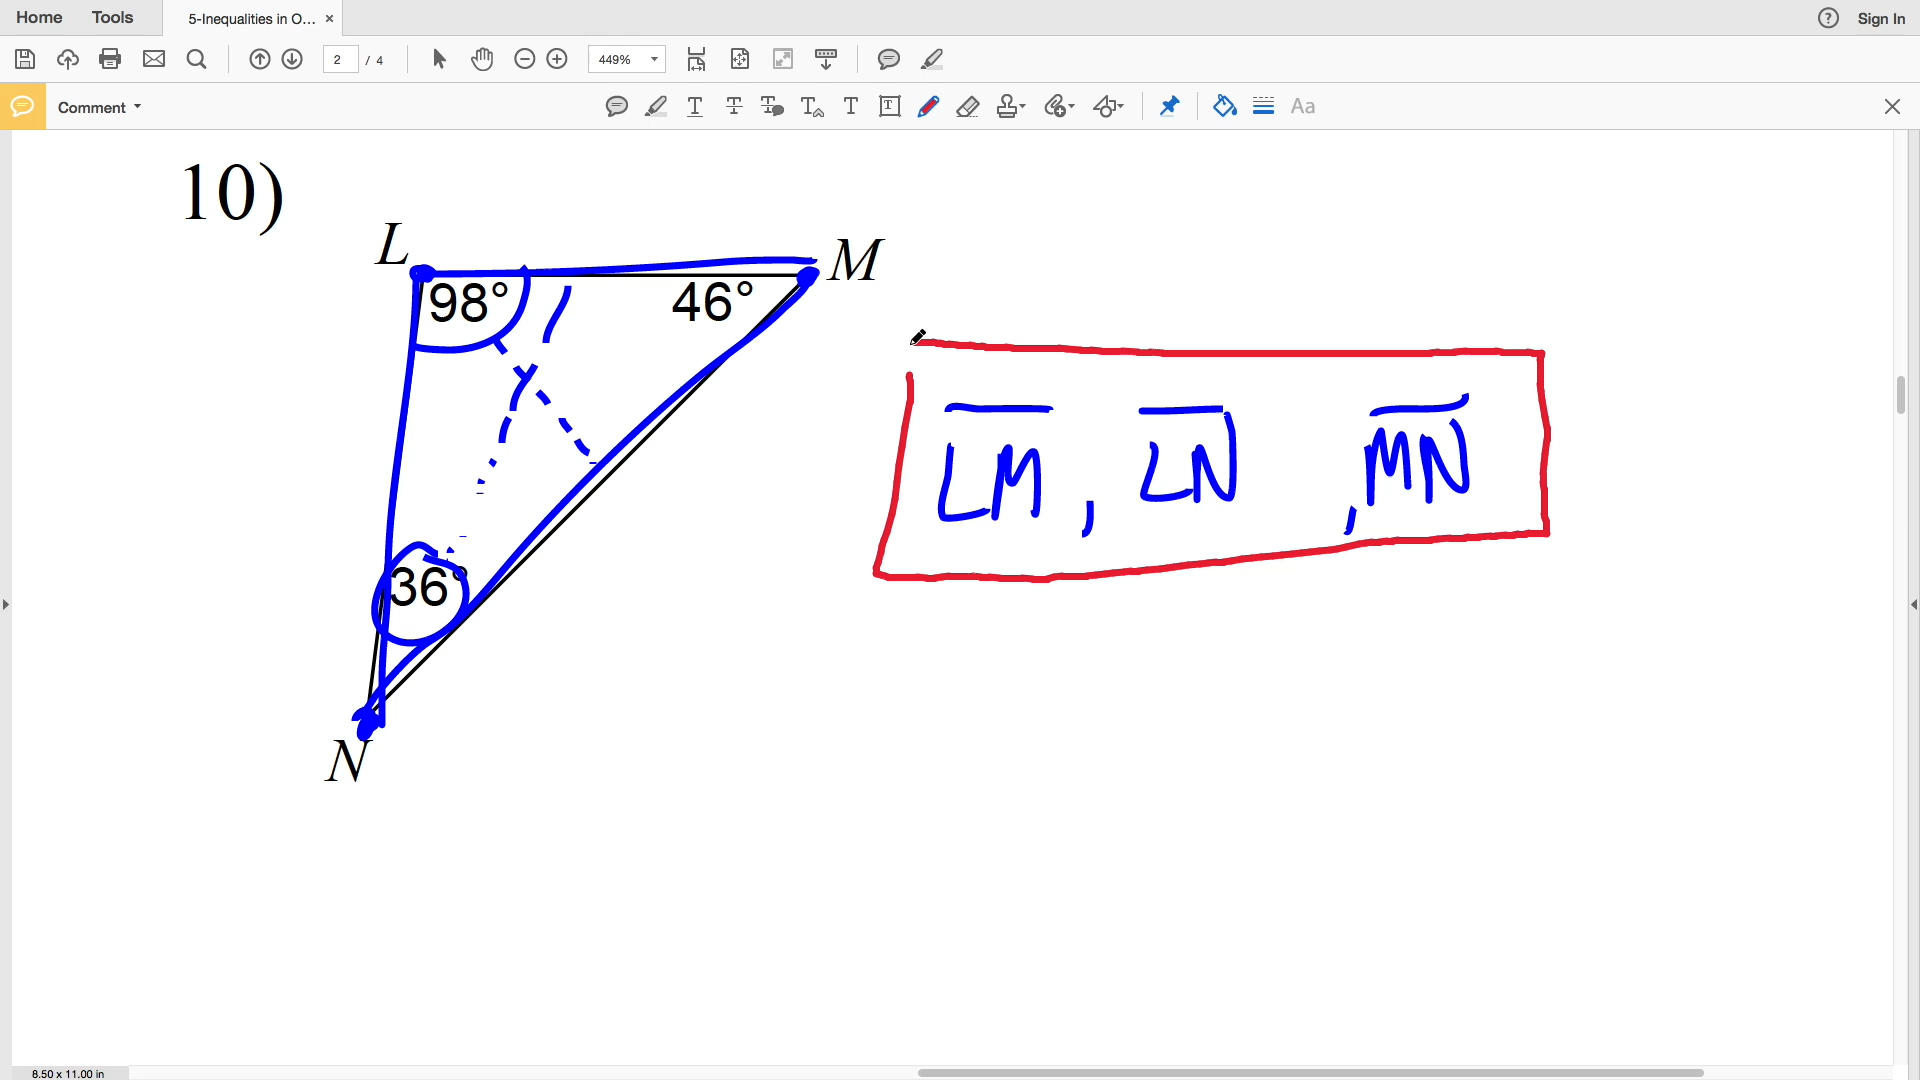 Home Tools 5-Inequalities in O... × ? Sign In
2 / 4 449%
Comment T T T T T T Aa ×
10)
L M
98° 46°
LM , LN , MN
36°
N
8.50 x 11.00 in